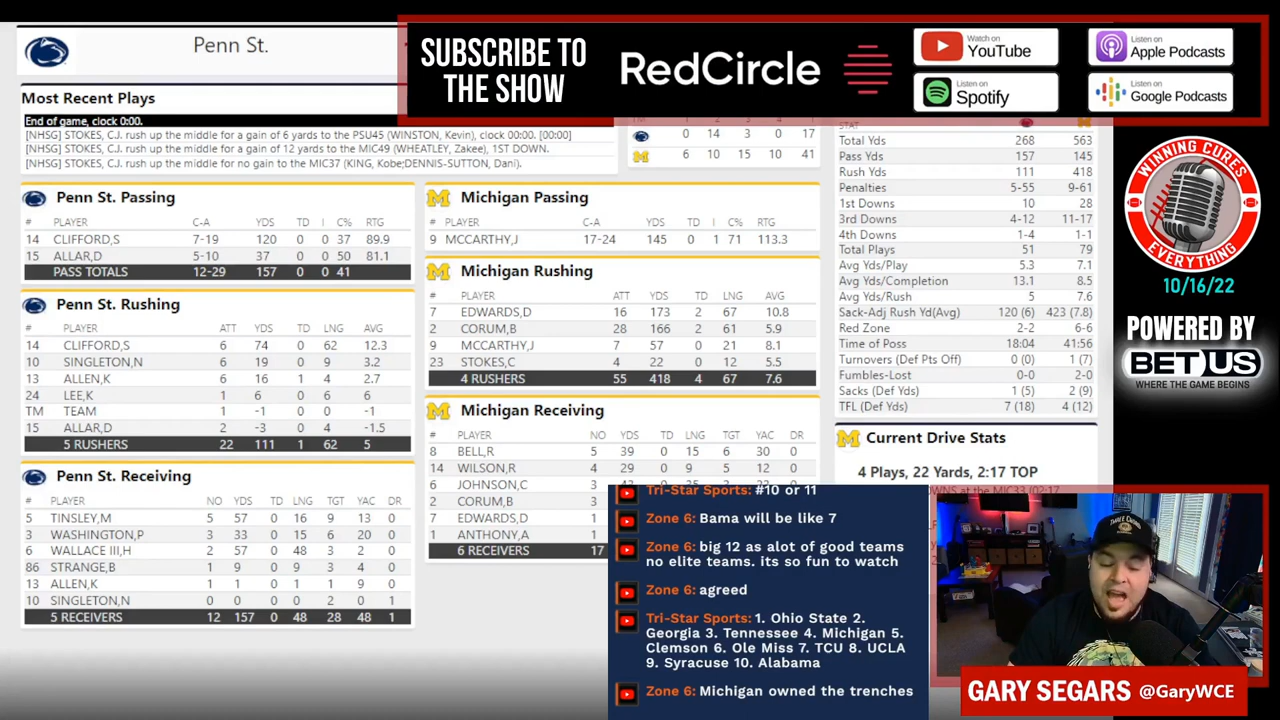 Penn St.
Most Recent Plays
End of game, clock 0:00.
[NHSG] STOKES, C.J. rush up the middle for a gain of 6 yards to the PSU45 (WINSTON, Kevin), clock 00:00. [00:00]
[NHSG] STOKES, C.J. rush up the middle for a gain of 12 yards to the MIC49 (WHEATLEY, Zakee), 1ST DOWN.
[NHSG] STOKES, C.J. rush up the middle for no gain to the MIC37 (KING, Kobe;DENNIS-SUTTON, Dani).
SUBSCRIBE TO
THE SHOW
RedCircle
Watch on
YouTube
Listen on
Spotify
Listen on
Apple Podcasts
Listen on
Google Podcasts
0 14 3 0 17
6 10 15 10 41
Penn St. Passing
# PLAYER C-A YDS TD I C% RTG
14 CLIFFORD,S 7-19 120 0 0 37 89.9
15 ALLAR,D 5-10 37 0 0 50 81.1
PASS TOTALS 12-29 157 0 0 41
Penn St. Rushing
# PLAYER ATT YDS TD LNG AVG
14 CLIFFORD,S 6 74 0 62 12.3
10 SINGLETON,N 6 19 0 9 3.2
13 ALLEN,K 6 16 1 4 2.7
24 LEE,K 1 6 0 6 6
TM TEAM 1 -1 0 0 -1
15 ALLAR,D 2 -3 0 4 -1.5
5 RUSHERS 22 111 1 62 5
Penn St. Receiving
# PLAYER NO YDS TD LNG TGT YAC DR
5 TINSLEY,M 5 57 0 16 9 13 0
3 WASHINGTON,P 3 33 0 15 6 20 0
6 WALLACE III,H 2 57 0 48 3 2 0
86 STRANGE,B 1 9 0 9 3 4 0
13 ALLEN,K 1 1 0 1 1 9 0
10 SINGLETON,N 0 0 0 0 2 0 1
5 RECEIVERS 12 157 0 48 28 48 1
Michigan Passing
# PLAYER C-A YDS TD I C% RTG
9 MCCARTHY,J 17-24 145 0 1 71 113.3
Michigan Rushing
# PLAYER ATT YDS TD LNG AVG
7 EDWARDS,D 16 173 2 67 10.8
2 CORUM,B 28 166 2 61 5.9
9 MCCARTHY,J 7 57 0 21 8.1
23 STOKES,C 4 22 0 12 5.5
4 RUSHERS 55 418 4 67 7.6
Michigan Receiving
# PLAYER NO YDS TD LNG TGT YAC DR
8 BELL,R 5 39 0 15 6 30 0
14 WILSON,R 4 29 0 9 5 12 0
6 JOHNSON,C 3
2 CORUM,B 3
7 EDWARDS,D 1
1 ANTHONY,A 1
6 RECEIVERS 17
STAT
Total Yds 268 563
Pass Yds 157 145
Rush Yds 111 418
Penalties 5-55 9-61
1st Downs 10 28
3rd Downs 4-12 11-17
4th Downs 1-4 1-1
Total Plays 51 79
Avg Yds/Play 5.3 7.1
Avg Yds/Completion 13.1 8.5
Avg Yds/Rush 5 7.6
Sack-Adj Rush Yd(Avg) 120 (6) 423 (7.8)
Red Zone 2-2 6-6
Time of Poss 18:04 41:56
Turnovers (Def Pts Off) 0 (0) 1 (7)
Fumbles-Lost 0-0 0-0
Sacks (Def Yds) 1 (5) 2 (9)
TFL (Def Yds) 7 (18) 4 (12)
Current Drive Stats
4 Plays, 22 Yards, 2:17 TOP
Tri-Star Sports: #10 or 11
Zone 6: Bama will be like 7
Zone 6: big 12 as alot of good teams
no elite teams. its so fun to watch
Zone 6: agreed
Tri-Star Sports: 1. Ohio State 2.
Georgia 3. Tennessee 4. Michigan 5.
Clemson 6. Ole Miss 7. TCU 8. UCLA
9. Syracuse 10. Alabama
Zone 6: Michigan owned the trenches
WINNING CURES
EVERYTHING
10/16/22
POWERED BY
BETUS
WHERE THE GAME BEGINS
GARY SEGARS @GaryWCE